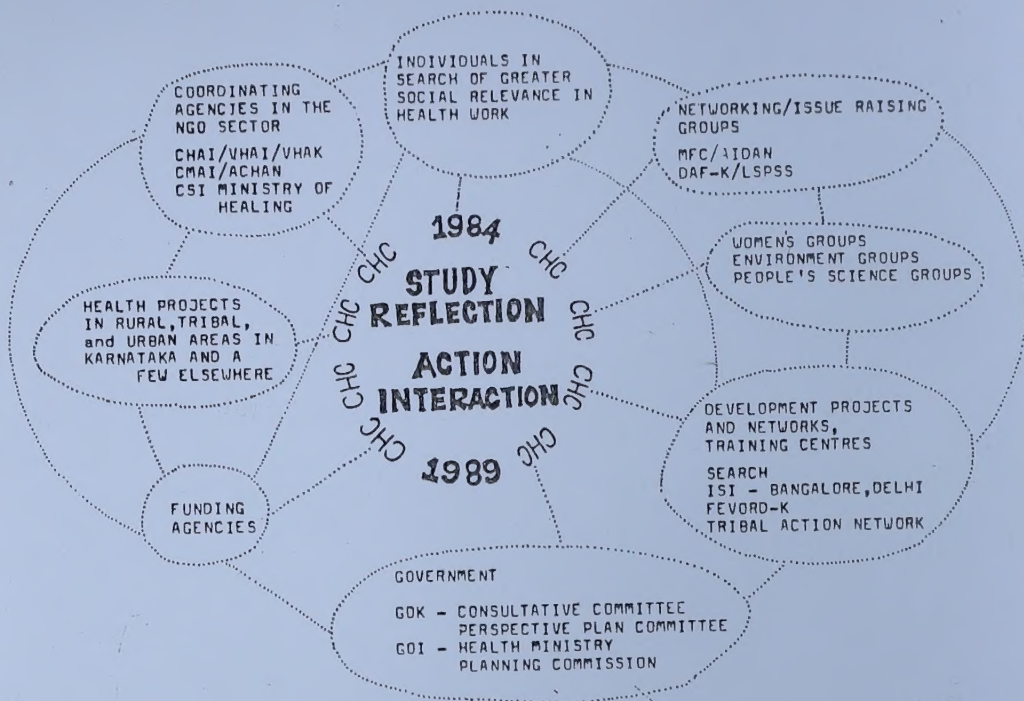 INDIVIDUALS IN
SEARCH OF GREATER
SOCIAL RELEVANCE IN
HEALTH WORK
COORDINATING
AGENCIES IN THE
NGO SECTOR
CHAI/VHAI/VHAK
CMAI/ACHAN
CSI MINISTRY OF
HEALING
NETWORKING/ISSUE RAISING
GROUPS
MFC/AIDAN
DAF-K/LSPSS
WOMEN'S GROUPS
ENVIRONMENT GROUPS
PEOPLE'S SCIENCE GROUPS
HEALTH PROJECTS
IN RURAL,TRIBAL,
and URBAN AREAS IN
KARNATAKA AND A
FEW ELSEWHERE
1984
CHC
CHC
CHC
CHC
CHC
CHC
CHC
CHC
STUDY
REFLECTION
ACTION
INTERACTION
1989
DEVELOPMENT PROJECTS
AND NETWORKS,
TRAINING CENTRES
SEARCH
ISI - BANGALORE,DELHI
FEVORD-K
TRIBAL ACTION NETWORK
FUNDING
AGENCIES
GOVERNMENT
GOK - CONSULTATIVE COMMITTEE
PERSPECTIVE PLAN COMMITTEE
GOI - HEALTH MINISTRY
PLANNING COMMISSION